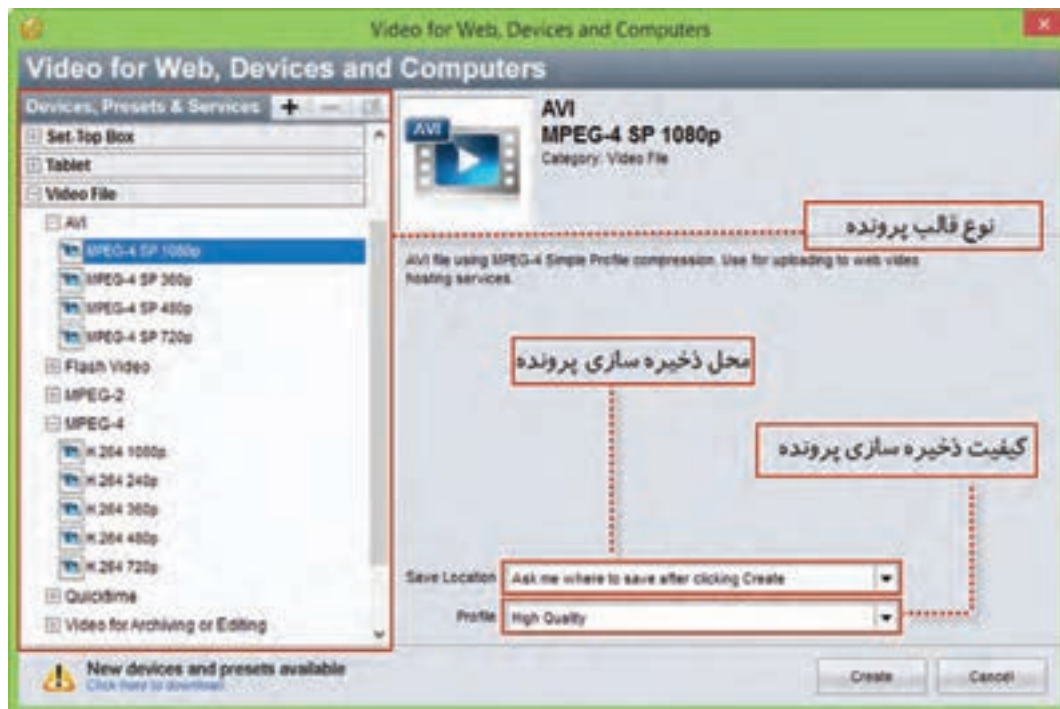 Video for Web, Devices and Computers
Video for Web, Devices and Computers
Devices, Presets & Services
Set-Top Box
Tablet
Video File
AVI
MPEG-4 SP 1080p
MPEG-4 SP 360p
MPEG-4 SP 480p
MPEG-4 SP 720p
Flash Video
MPEG-2
MPEG-4
H.264 1080p
H.264 240p
H.264 360p
H.264 480p
H.264 720p
Quicktime
Video for Archiving or Editing
AVI
AVI
MPEG-4 SP 1080p
Category: Video File
نوع قالب پرونده
AVI file using MPEG-4 Simple Profile compression. Use for uploading to web video
hosting services.
محل ذخیره سازی پرونده
کیفیت ذخیره سازی پرونده
Save Location Ask me where to save after clicking Create
Profile High Quality
New devices and presets available
Click here to download.
Create Cancel